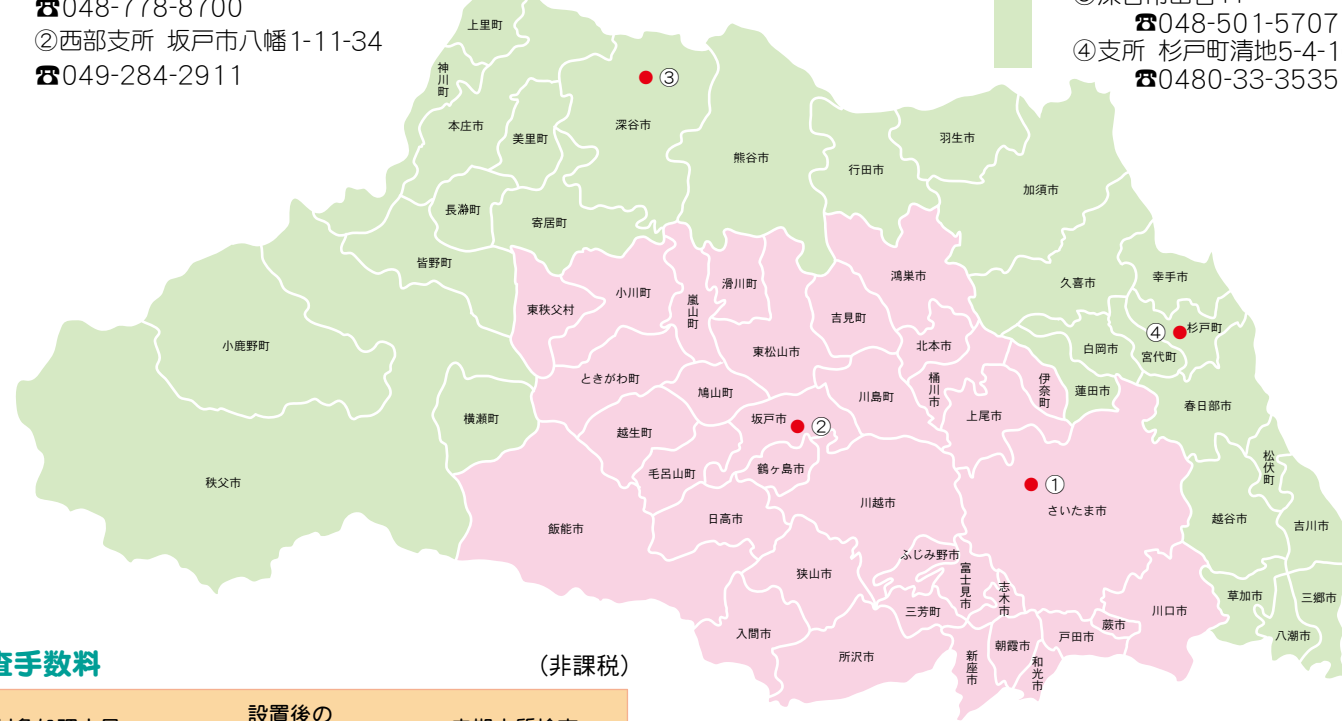 ☎048-778-8700
②西部支所 坂戸市八幡1-11-34
☎049-284-2911
☎048-501-5707
④支所 杉戸町清地5-4-1
☎0480-33-3535
上里町
神川町
③
本庄市
美里町
深谷市
熊谷市
行田市
羽生市
加須市
長瀞町
寄居町
皆野町
鴻巣市
久喜市
幸手市
東秩父村
小川町
嵐山町
滑川町
吉見町
北本市
白岡市
④
杉戸町
宮代町
小鹿野町
東松山市
ときがわ町
鳩山町
川島町
桶川市
上尾市
伊奈町
蓮田市
春日部市
横瀬町
越生町
坂戸市
②
毛呂山町
鶴ヶ島市
松伏町
秩父市
①
さいたま市
飯能市
日高市
川越市
越谷市
吉川市
ふじみ野市
狭山市
富士見市
志木市
三芳町
川口市
草加市
三郷市
入間市
所沢市
新座市
朝霞市
和光市
戸田市
蕨市
八潮市
査手数料
(非課税)
設置後の